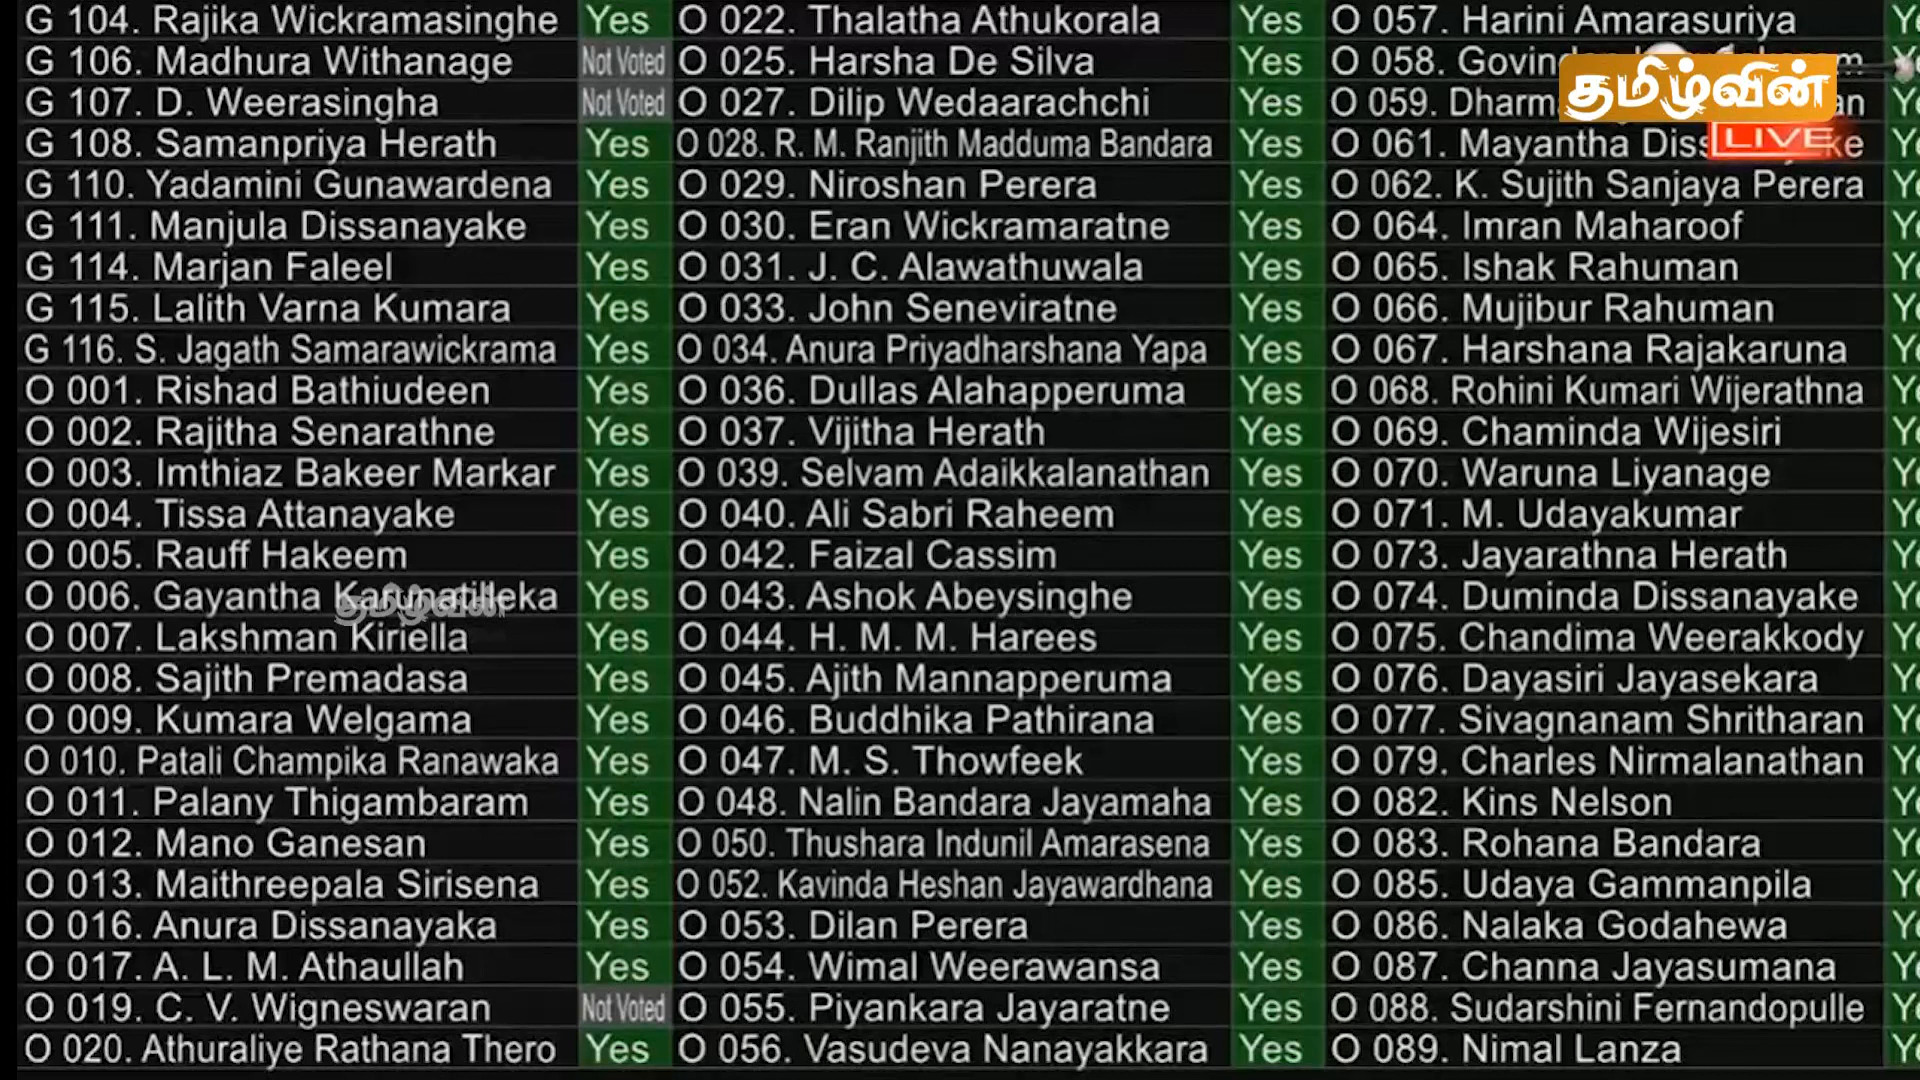 G 104. Rajika Wickramasinghe Yes O 022. Thalatha Athukorala Yes O 057. Harini Amarasuriya
G 106. Madhura Withanage Not Voted O 025. Harsha De Silva Yes O 058.
G 107. D. Weerasingha Not Voted O 027. Dilip Wedaarachchi Yes O 059.
தமிழ்வின்
G 108. Samanpriya Herath Yes O 028. R. M. Ranjith Madduma Bandara Yes O 061. Mayantha
LIVE
G 110. Yadamini Gunawardena Yes O 029. Niroshan Perera Yes O 062. K. Sujith Sanjaya Perera
G 111. Manjula Dissanayake Yes O 030. Eran Wickramaratne Yes O 064. Imran Maharoof
G 114. Marjan Faleel Yes O 031. J. C. Alawathuwala Yes O 065. Ishak Rahuman
G 115. Lalith Varna Kumara Yes O 033. John Seneviratne Yes O 066. Mujibur Rahuman
G 116. S. Jagath Samarawickrama Yes O 034. Anura Priyadharshana Yapa Yes O 067. Harshana Rajakaruna
O 001. Rishad Bathiudeen Yes O 036. Dullas Alahapperuma Yes O 068. Rohini Kumari Wijerathna
O 002. Rajitha Senarathne Yes O 037. Vijitha Herath Yes O 069. Chaminda Wijesiri
O 003. Imthiaz Bakeer Markar Yes O 039. Selvam Adaikkalanathan Yes O 070. Waruna Liyanage
O 004. Tissa Attanayake Yes O 040. Ali Sabri Raheem Yes O 071. M. Udayakumar
O 005. Rauff Hakeem Yes O 042. Faizal Cassim Yes O 073. Jayarathna Herath
O 006. Gayantha Karunatilleka Yes O 043. Ashok Abeysinghe Yes O 074. Duminda Dissanayake
தமிழ்வின்
O 007. Lakshman Kiriella Yes O 044. H. M. M. Harees Yes O 075. Chandima Weerakkody
O 008. Sajith Premadasa Yes O 045. Ajith Mannapperuma Yes O 076. Dayasiri Jayasekara
O 009. Kumara Welgama Yes O 046. Buddhika Pathirana Yes O 077. Sivagnanam Shritharan
O 010. Patali Champika Ranawaka Yes O 047. M. S. Thowfeek Yes O 079. Charles Nirmalanathan
O 011. Palany Thigambaram Yes O 048. Nalin Bandara Jayamaha Yes O 082. Kins Nelson
O 012. Mano Ganesan Yes O 050. Thushara Indunil Amarasena Yes O 083. Rohana Bandara
O 013. Maithreepala Sirisena Yes O 052. Kavinda Heshan Jayawardhana Yes O 085. Udaya Gammanpila
O 016. Anura Dissanayaka Yes O 053. Dilan Perera Yes O 086. Nalaka Godahewa
O 017. A. L. M. Athaullah Yes O 054. Wimal Weerawansa Yes O 087. Channa Jayasumana
O 019. C. V. Wigneswaran Not Voted O 055. Piyankara Jayaratne Yes O 088. Sudarshini Fernandopulle
O 020. Athuraliye Rathana Thero Yes O 056. Vasudeva Nanayakkara Yes O 089. Nimal Lanza